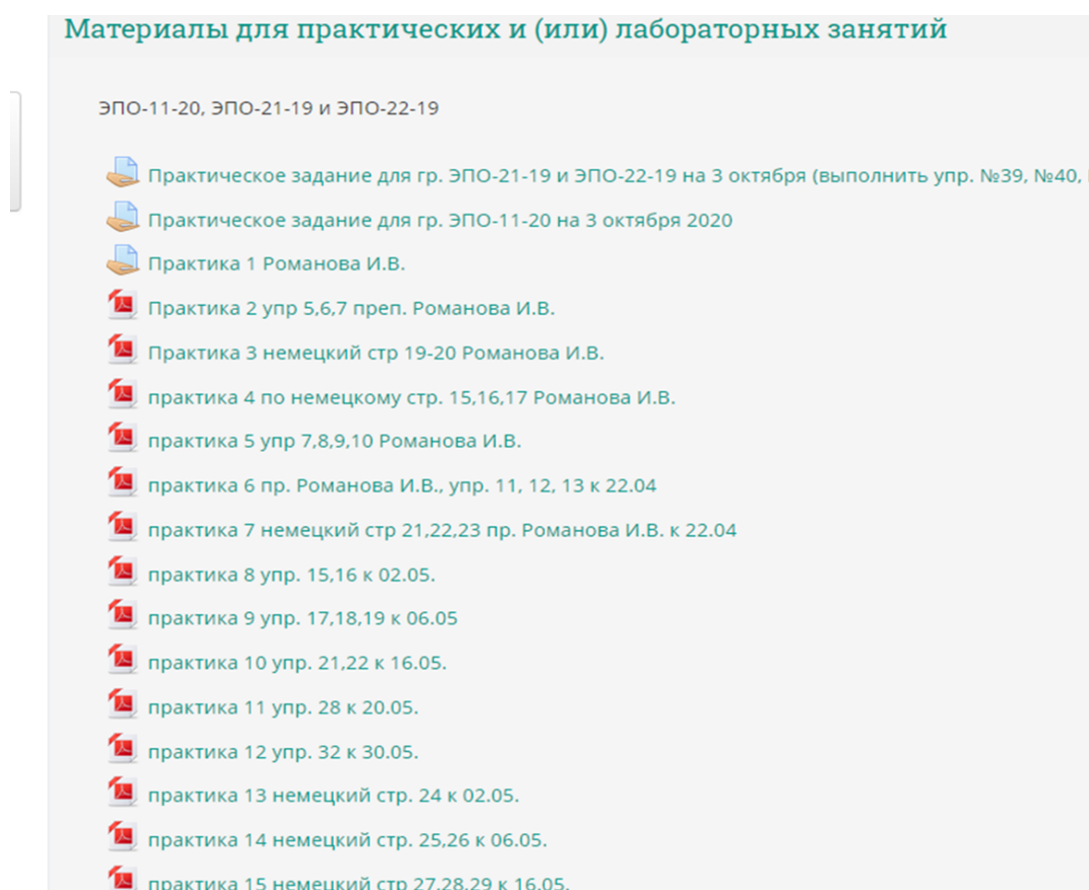 Материалы для практических и (или) лабораторных занятий
ЭПО-11-20, ЭПО-21-19 и ЭПО-22-19
Практическое задание для гр. ЭПО-21-19 и ЭПО-22-19 на 3 октября (выполнить упр. №39, №40,
Практическое задание для гр. ЭПО-11-20 на 3 октября 2020
Практика 1 Романова И.В.
Практика 2 упр 5,6,7 преп. Романова И.В.
Практика 3 немецкий стр 19-20 Романова И.В.
практика 4 по немецкому стр. 15,16,17 Романова И.В.
практика 5 упр 7,8,9,10 Романова И.В.
практика 6 пр. Романова И.В., упр. 11, 12, 13 к 22.04
практика 7 немецкий стр 21,22,23 пр. Романова И.В. к 22.04
практика 8 упр. 15,16 к 02.05.
практика 9 упр. 17,18,19 к 06.05
практика 10 упр. 21,22 к 16.05.
практика 11 упр. 28 к 20.05.
практика 12 упр. 32 к 30.05.
практика 13 немецкий стр. 24 к 02.05.
практика 14 немецкий стр. 25,26 к 06.05.
практика 15 немецкий стр 27,28,29 к 16.05.